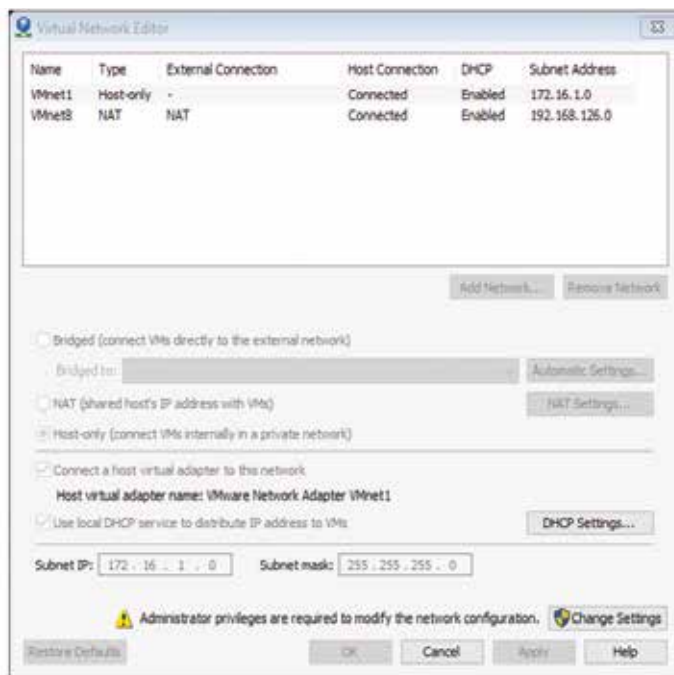 Virtual Network Editor
Name Type External Connection Host Connection DHCP Subnet Address
VMnet1 Host-only - Connected Enabled 172.16.1.0
VMnet8 NAT NAT Connected Enabled 192.168.126.0
Add Network... Remove Network
Bridged (connect VMs directly to the external network)
Bridged to: Automatic Settings...
NAT (shared host's IP address with VMs) NAT Settings...
Host-only (connect VMs internally in a private network)
Connect a host virtual adapter to this network
Host virtual adapter name: VMware Network Adapter VMnet1
Use local DHCP service to distribute IP address to VMs DHCP Settings...
Subnet IP: 172 . 16 . 1 . 0 Subnet mask: 255 . 255 . 255 . 0
Administrator privileges are required to modify the network configuration. Change Settings
Restore Defaults OK Cancel Apply Help